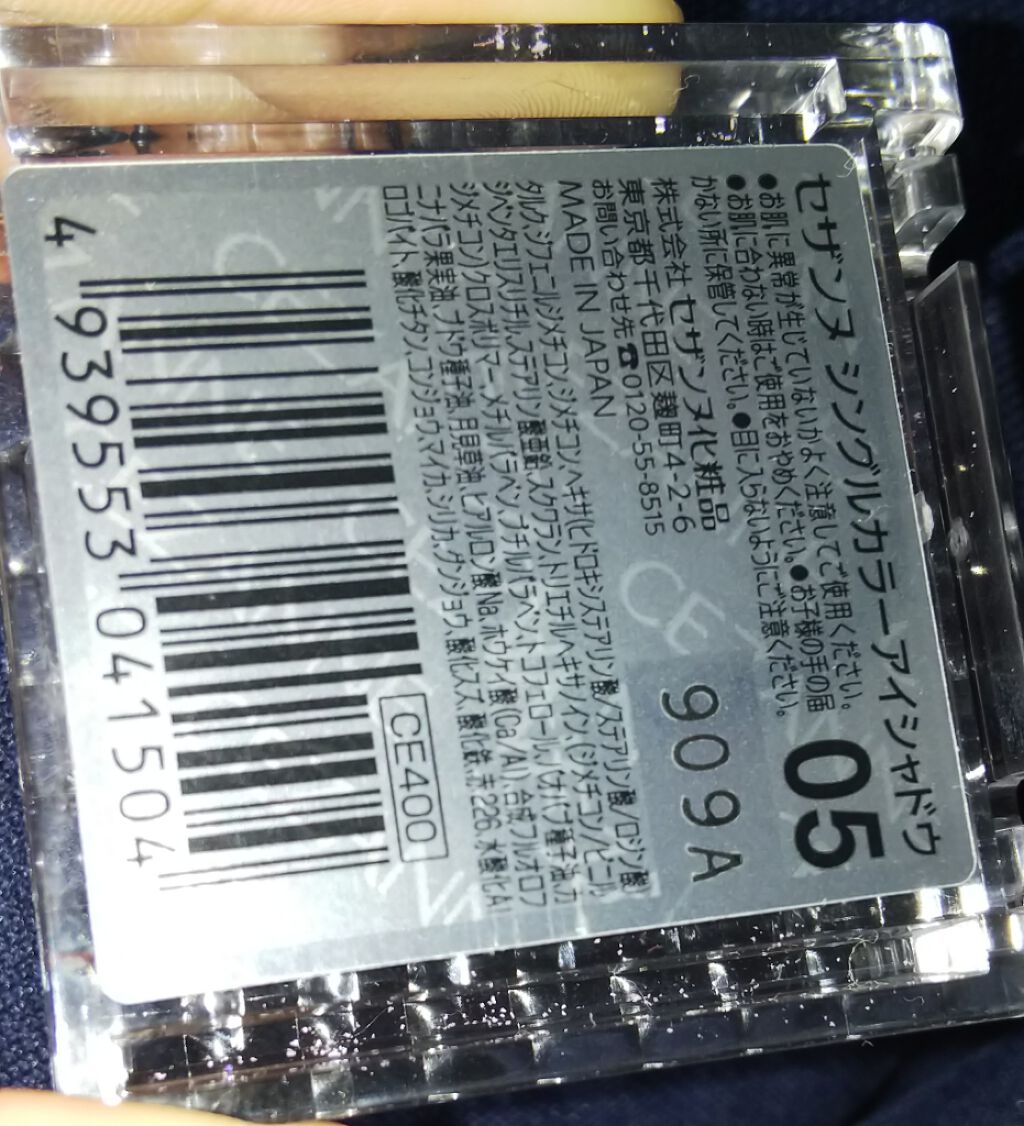 セザンヌ シングルカラーアイシャドウ
05
●お肌に異常が生じていないかよく注意してご使用ください。
●お肌に合わない時はご使用をおやめください。●お子様の手の届
かない所に保管してください。●目に入らないようにご注意ください。
株式会社 セザンヌ化粧品
東京都千代田区麹町4-2-6
お問い合わせ先☎0120-55-8515
MADE IN JAPAN
909A
タルク、ジフェニルジメチコン、ジメチコン、ヘキサ(ヒドロキシステアリン酸/ステアリン酸/ロジン酸)
ジペンタエリスリチル、ステアリン酸亜鉛、スクワラン、トリエチルヘキサノイン、(ジメチコン/ビニル
ジメチコン)クロスポリマー、メチルパラベン、ブチルパラベン、トコフェロール、バオバブ種子油、カ
ニナバラ果実油、ブドウ種子油、月見草油、ヒアルロン酸Na、ホウケイ酸(Ca/Al)、合成フルオロフ
ロゴパイト、酸化チタン、コンジョウ、マイカ、シリカ、グンジョウ、酸化スズ、酸化鉄、赤226、水酸化Al
CE400
4 939553 041504